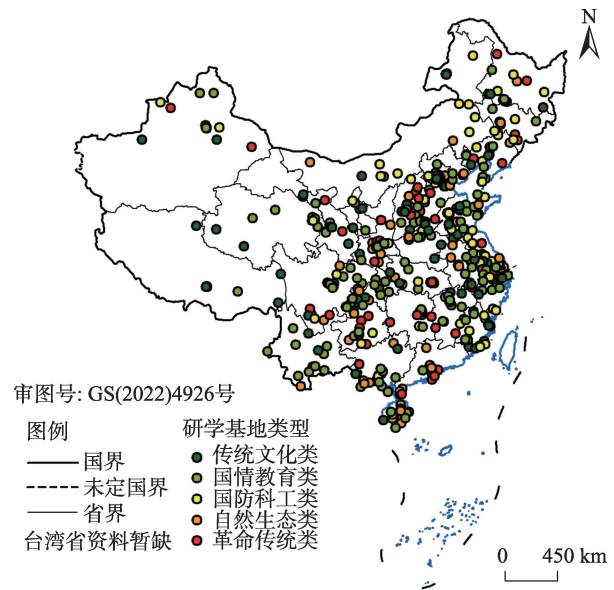 N
审图号: GS(2022)4926号
图例
国界
未定国界
省界
台湾省资料暂缺
研学基地类型
传统文化类
国情教育类
国防科工类
自然生态类
革命传统类
0 450 km